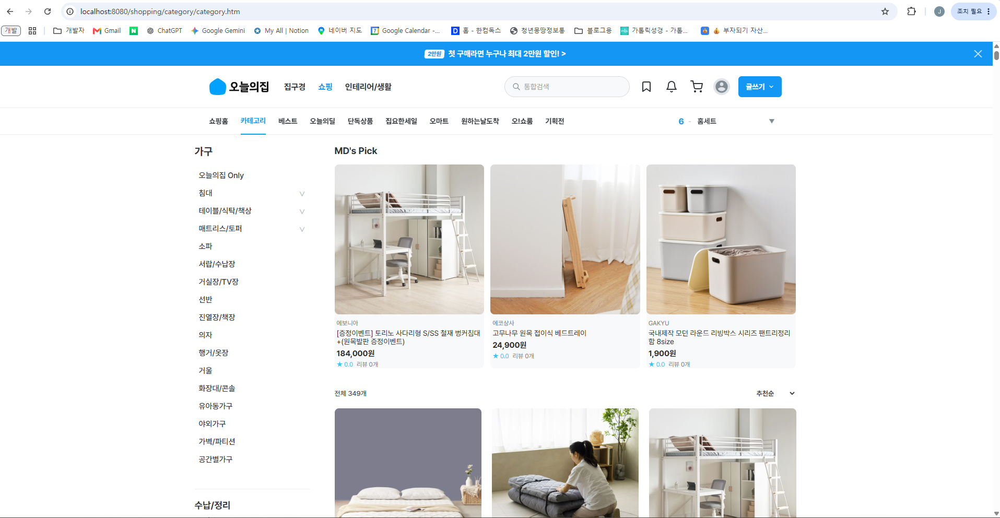 localhost:8080/shopping/category/category.htm
J
조치 필요
개발
개발자
Gmail
N
ChatGPT
Google Gemini
My All | Notion
네이버 지도
7
Google Calendar -...
D
홈 - 한컴독스
청년몽땅정보통
블로그용
가톨릭성경 - 가톨...
부자되기 자산...
2만원 첫 구매라면 누구나 최대 2만원 할인! >
오늘의집
집구경
쇼핑
인테리어/생활
통합검색
글쓰기
쇼핑홈
카테고리
베스트
오늘의딜
단독상품
집요한세일
오마트
원하는날도착
오!쇼룸
기획전
6 - 홈세트 ▼
가구
오늘의집 Only
침대
테이블/식탁/책상
매트리스/토퍼
소파
서랍/수납장
거실장/TV장
선반
진열장/책장
의자
행거/옷장
거울
화장대/콘솔
유아동가구
야외가구
가벽/파티션
공간별가구
수납/정리
MD's Pick
에보니아
[증정이벤트] 토리노 사다리형 S/SS 철재 벙커침대
+(원목발판 증정이벤트)
184,000원
★ 0.0 리뷰 0개
에코상사
고무나무 원목 접이식 베드트레이
24,900원
★ 0.0 리뷰 0개
GAKYU
국내제작 모던 라운드 리빙박스 시리즈 팬트리정리
함 8size
1,900원
★ 0.0 리뷰 0개
전체 349개
추천순